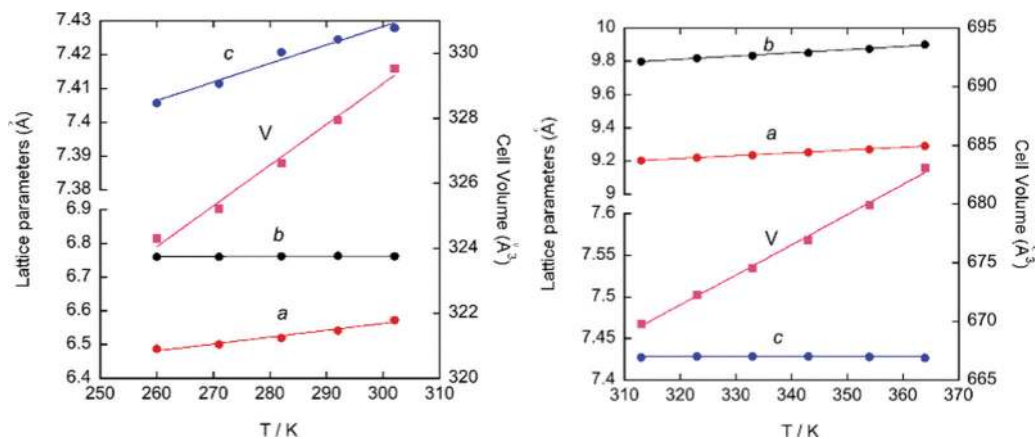 7.43
7.42
7.41
7.4
7.39
7.38
6.9
6.8
6.7
6.6
6.5
6.4
Lattice parameters (Å)
c
V
b
a
330
328
326
324
322
320
Cell Volume (Å³)
250 260 270 280 290 300 310
T / K
10
9.8
9.6
9.4
9.2
9
7.6
7.55
7.5
7.45
7.4
Lattice parameters (Å)
b
a
V
c
695
690
685
680
675
670
665
Cell Volume (Å³)
310 320 330 340 350 360 370
T / K